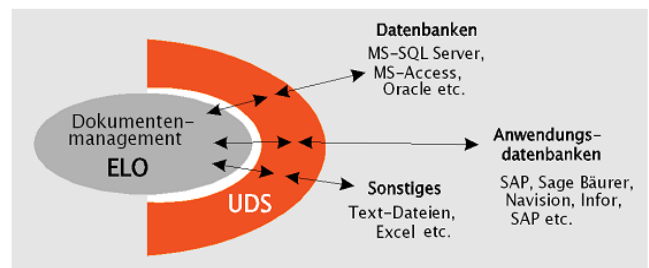 Datenbanken
MS-SQL Server,
MS-Access,
Oracle etc.
Dokumenten-
management
ELO
UDS
Anwendungs-
datenbanken
SAP, Sage Bäurer,
Navision, Infor,
SAP etc.
Sonstiges
Text-Dateien,
Excel etc.